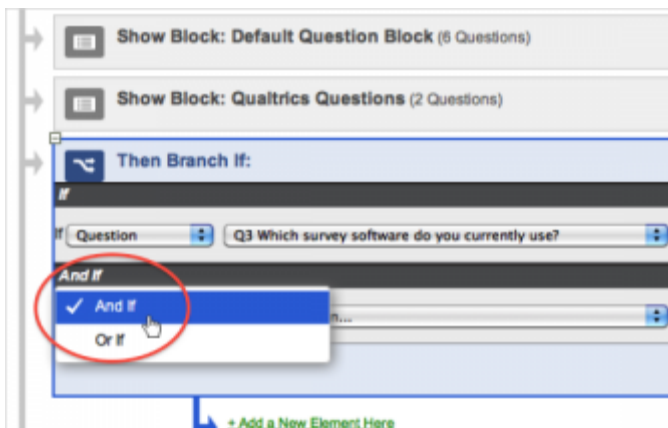 Show Block: Default Question Block (6 Questions)
Show Block: Qualtrics Questions (2 Questions)
Then Branch If:
If
If Question Q3 Which survey software do you currently use?
And If
✓ And If
n...
Or If
+ Add a New Element Here